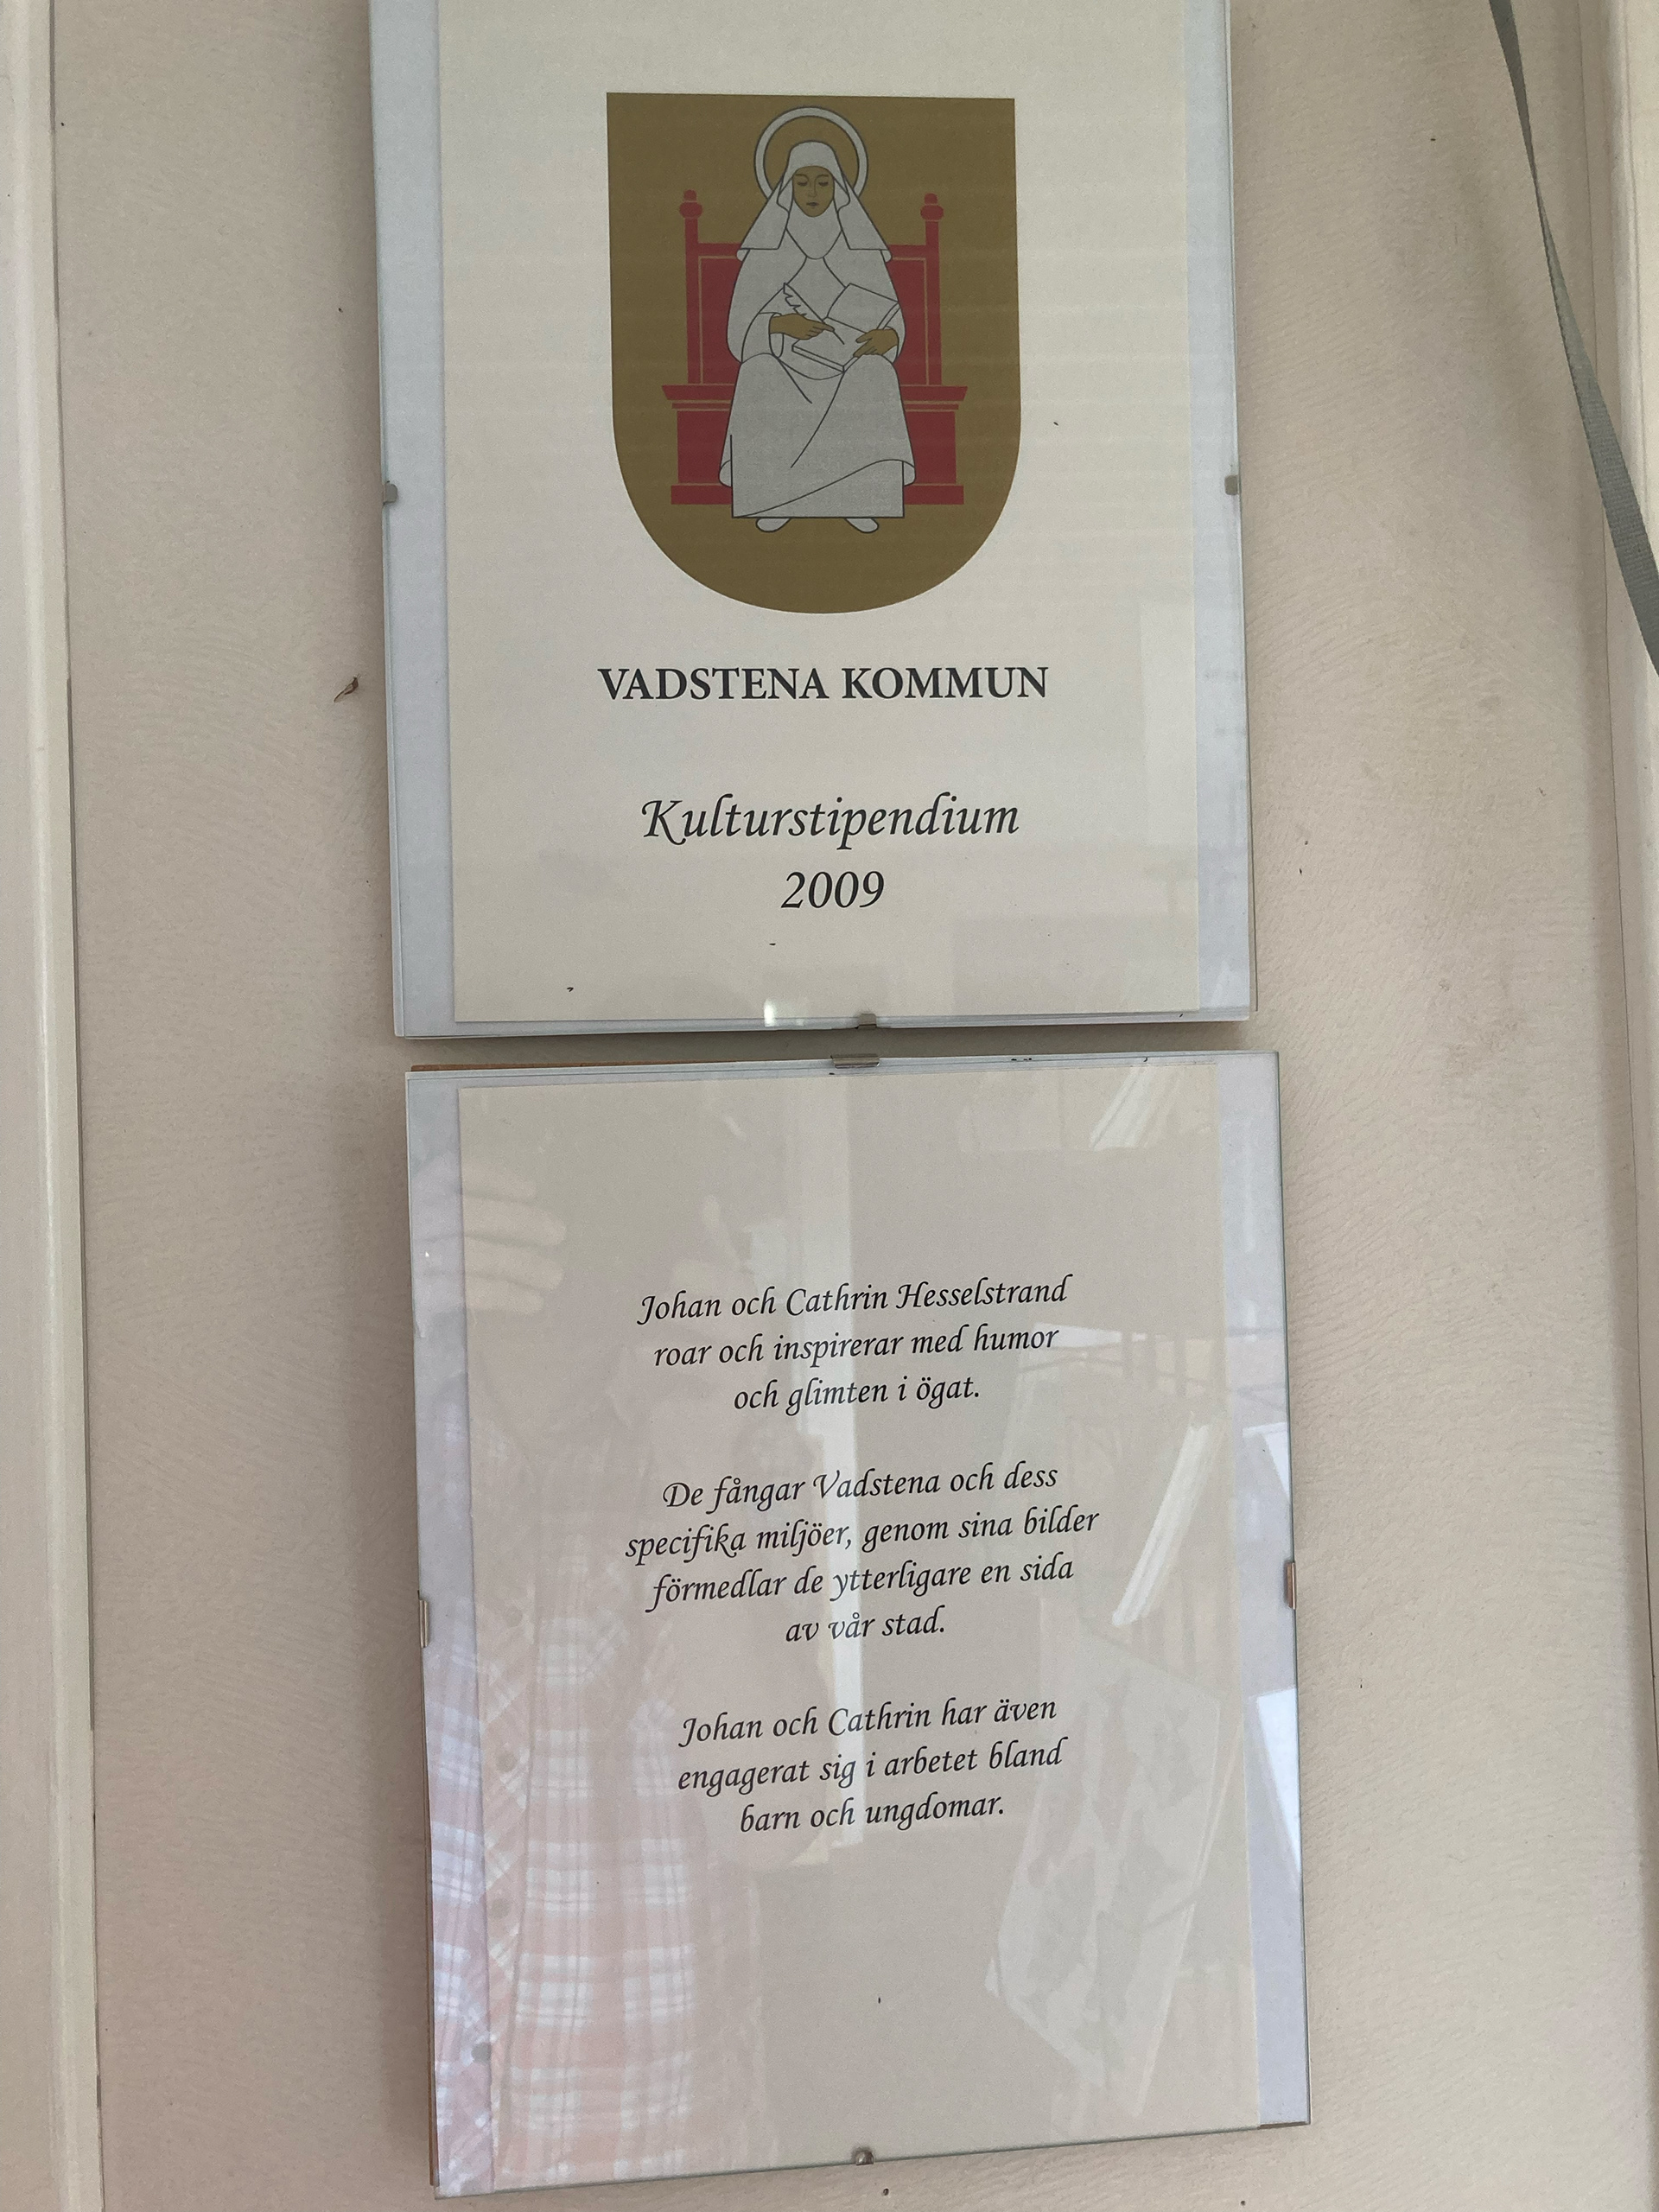 VADSTENA KOMMUN
Kulturstipendium
2009
Johan och Cathrin Hesselstrand
roar och inspirerar med humor
och glimten i ögat.
De fångar Vadstena och dess
specifika miljöer, genom sina bilder
förmedlar de ytterligare en sida
av vår stad.
Johan och Cathrin har även
engagerat sig i arbetet bland
barn och ungdomar.